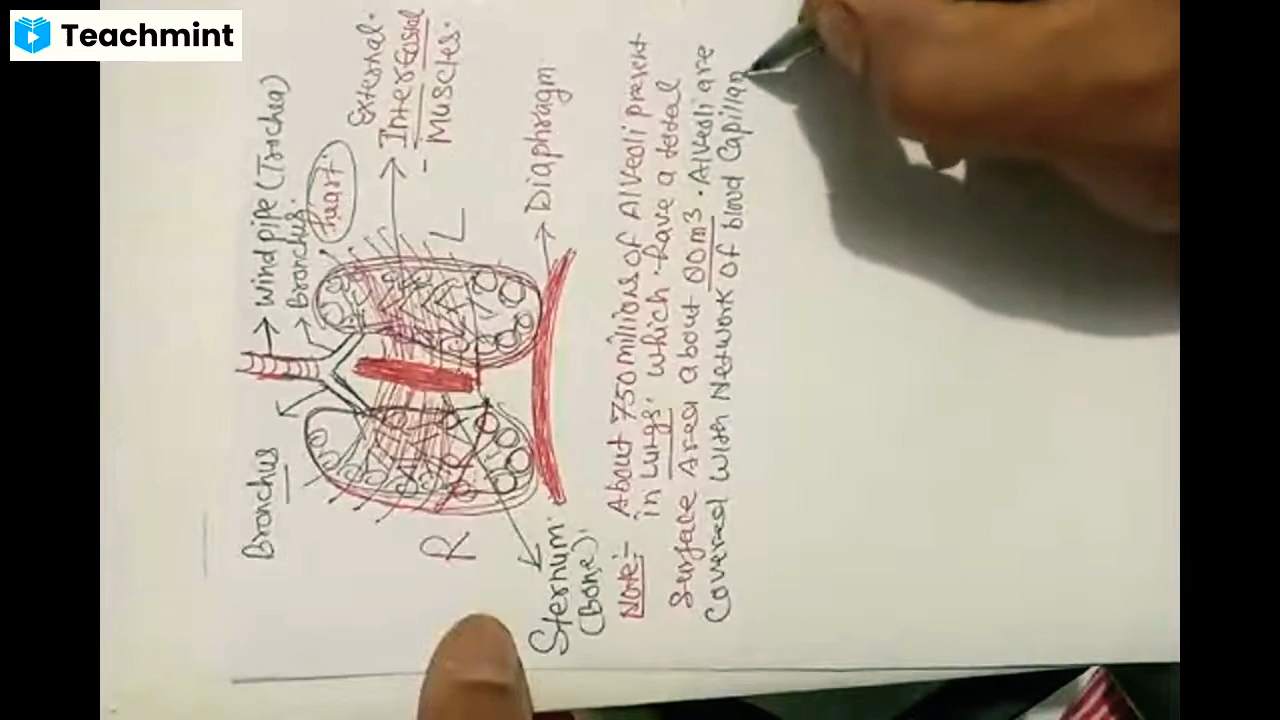 Teachmint
Wind pipe (Trachea)
Bronchus.
Bronchus
heart.
External.
Intercostal
Muscles.
R
L
Diaphragm
Sternum.
(Bone).
Note:- About 750 millions of Alveoli present
in Lungs, which have a total
Surface Area about 00m3. Alveoli are
Covered With Network of blood Capillar